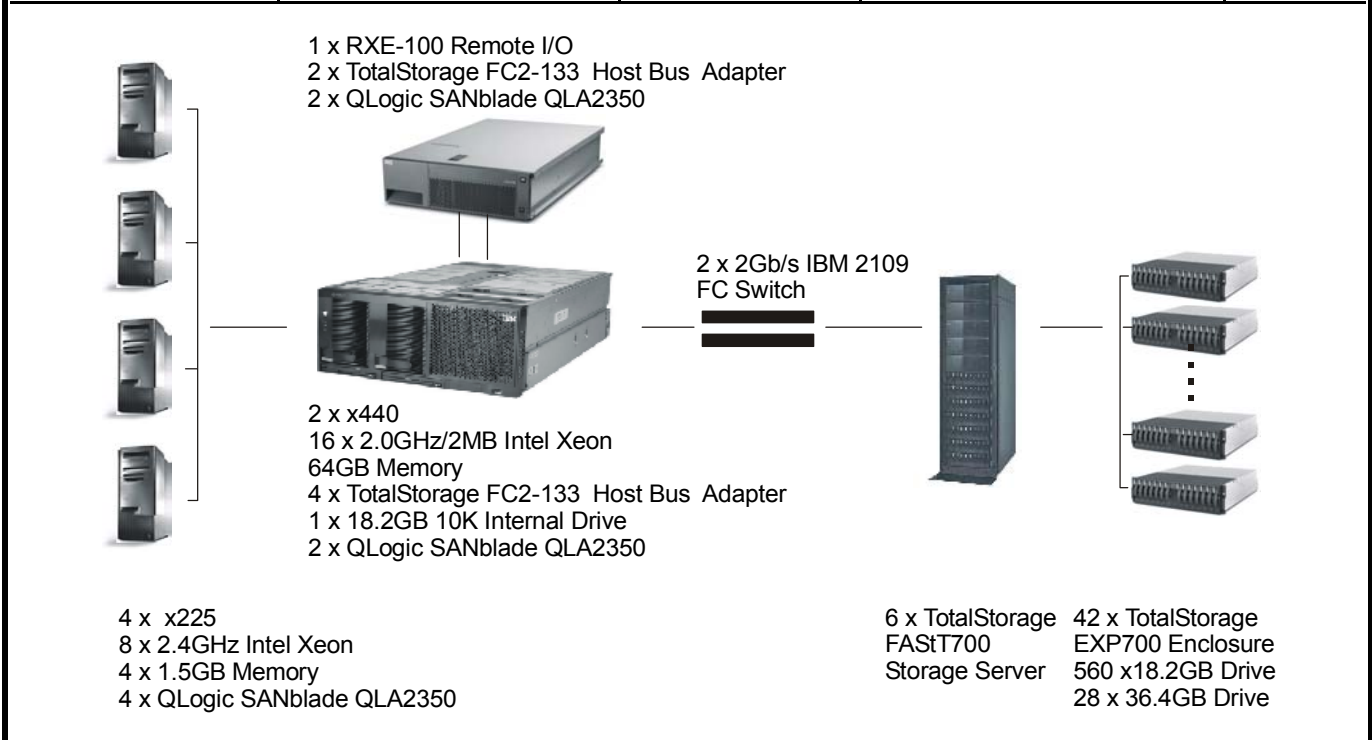 1 x RXE-100 Remote I/O
2 x TotalStorage FC2-133 Host Bus Adapter
2 x QLogic SANblade QLA2350
2 x 2Gb/s IBM 2109
FC Switch
2 x x440
16 x 2.0GHz/2MB Intel Xeon
64GB Memory
4 x TotalStorage FC2-133 Host Bus Adapter
1 x 18.2GB 10K Internal Drive
2 x QLogic SANblade QLA2350
4 x x225
8 x 2.4GHz Intel Xeon
4 x 1.5GB Memory
4 x QLogic SANblade QLA2350
6 x TotalStorage
FAStT700
Storage Server
42 x TotalStorage
EXP700 Enclosure
560 x18.2GB Drive
28 x 36.4GB Drive